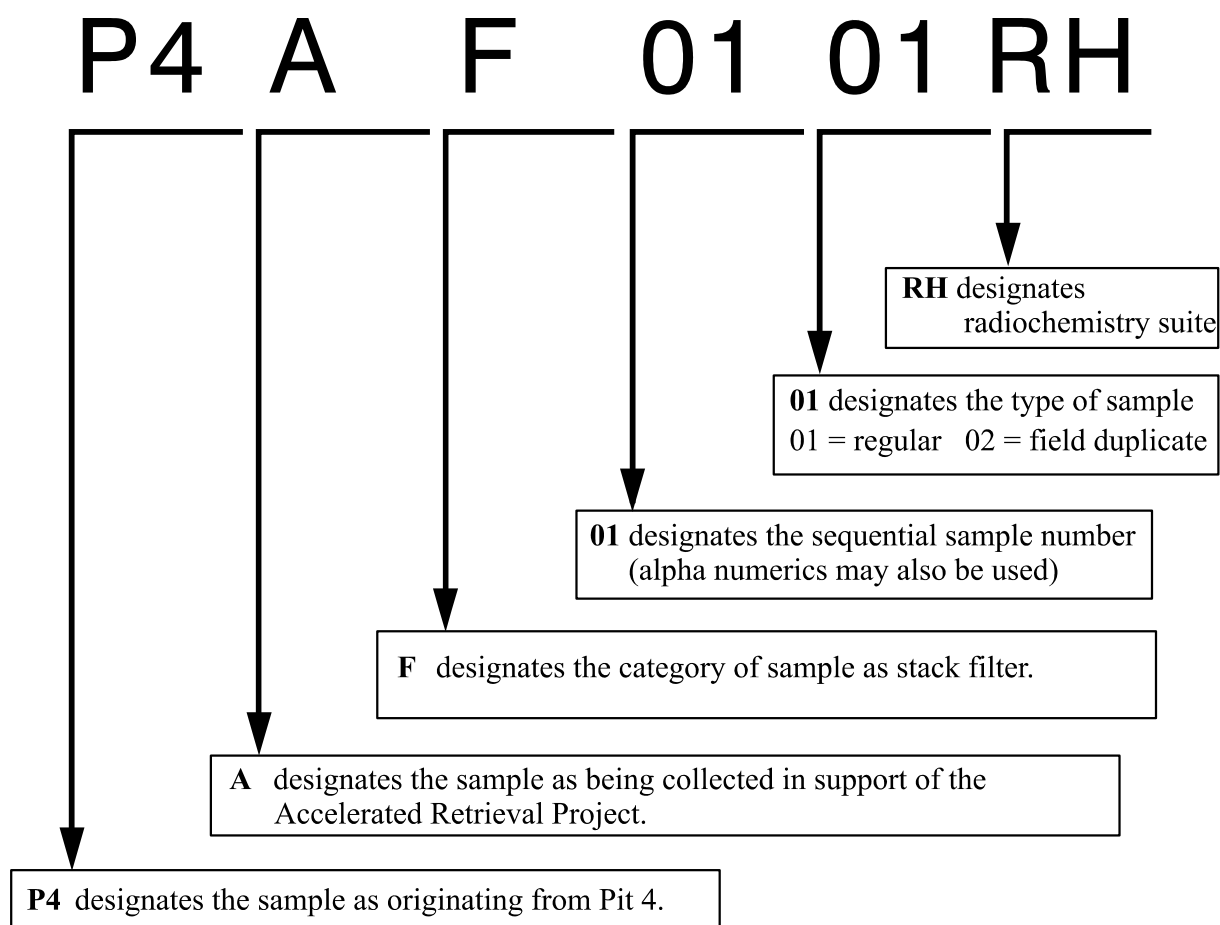 P4 A F 01 01 RH
RH designates
radiochemistry suite
01 designates the type of sample
01 = regular 02 = field duplicate
01 designates the sequential sample number
(alpha numerics may also be used)
F designates the category of sample as stack filter.
A designates the sample as being collected in support of the
Accelerated Retrieval Project.
P4 designates the sample as originating from Pit 4.